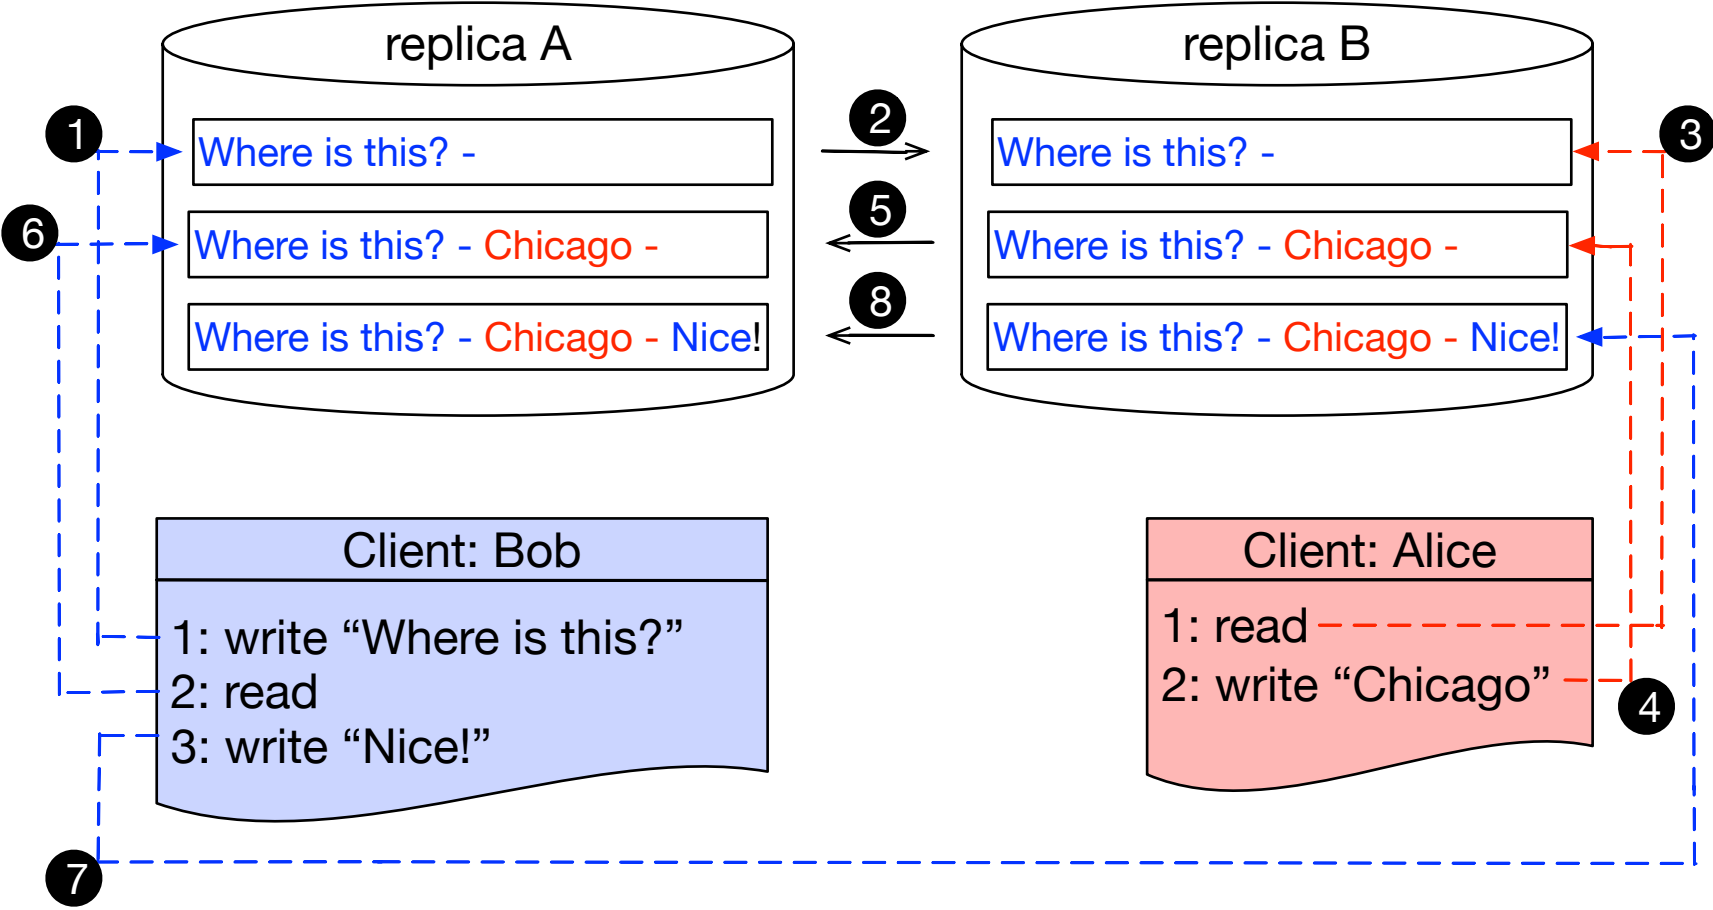 replica A
replica B
1
Where is this? -
2
Where is this? -
3
6
Where is this? - Chicago -
5
Where is this? - Chicago -
Where is this? - Chicago - Nice!
8
Where is this? - Chicago - Nice!
Client: Bob
1: write “Where is this?”
2: read
3: write “Nice!”
Client: Alice
1: read
2: write “Chicago”
4
7